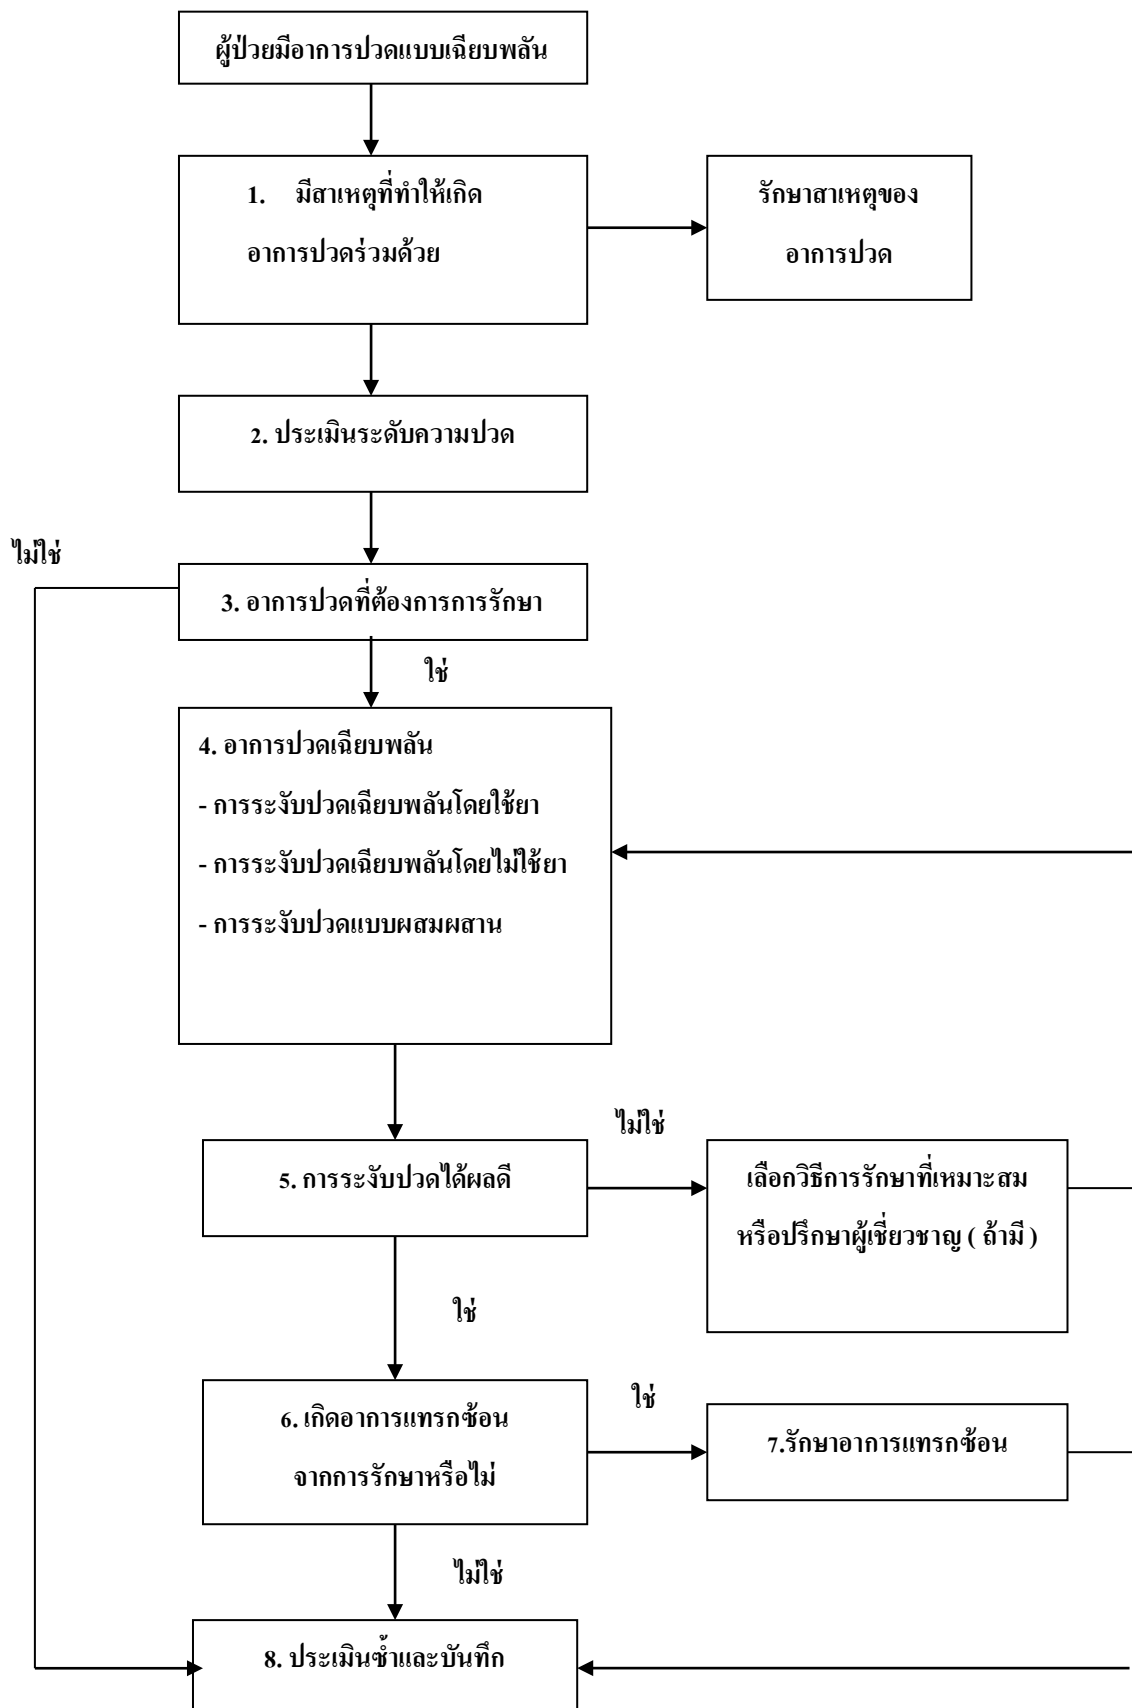 ผู้ป่วยมีอาการปวดแบบเฉียบพลัน
1. มีสาเหตุที่ทำให้เกิด
อาการปวดร่วมด้วย
รักษาสาเหตุของ
อาการปวด
2. ประเมินระดับความปวด
ไม่ใช่
3. อาการปวดที่ต้องการการรักษา
ใช่
4. อาการปวดเฉียบพลัน
- การระงับปวดเฉียบพลันโดยใช้ยา
- การระงับปวดเฉียบพลันโดยไม่ใช้ยา
- การระงับปวดแบบผสมผสาน
ไม่ใช่
5. การระงับปวดได้ผลดี
เลือกวิธีการรักษาที่เหมาะสม
หรือปรึกษาผู้เชี่ยวชาญ ( ถ้ามี )
ใช่
6. เกิดอาการแทรกซ้อน
จากการรักษาหรือไม่
ใช่
7.รักษาอาการแทรกซ้อน
ไม่ใช่
8. ประเมินซ้ำและบันทึก